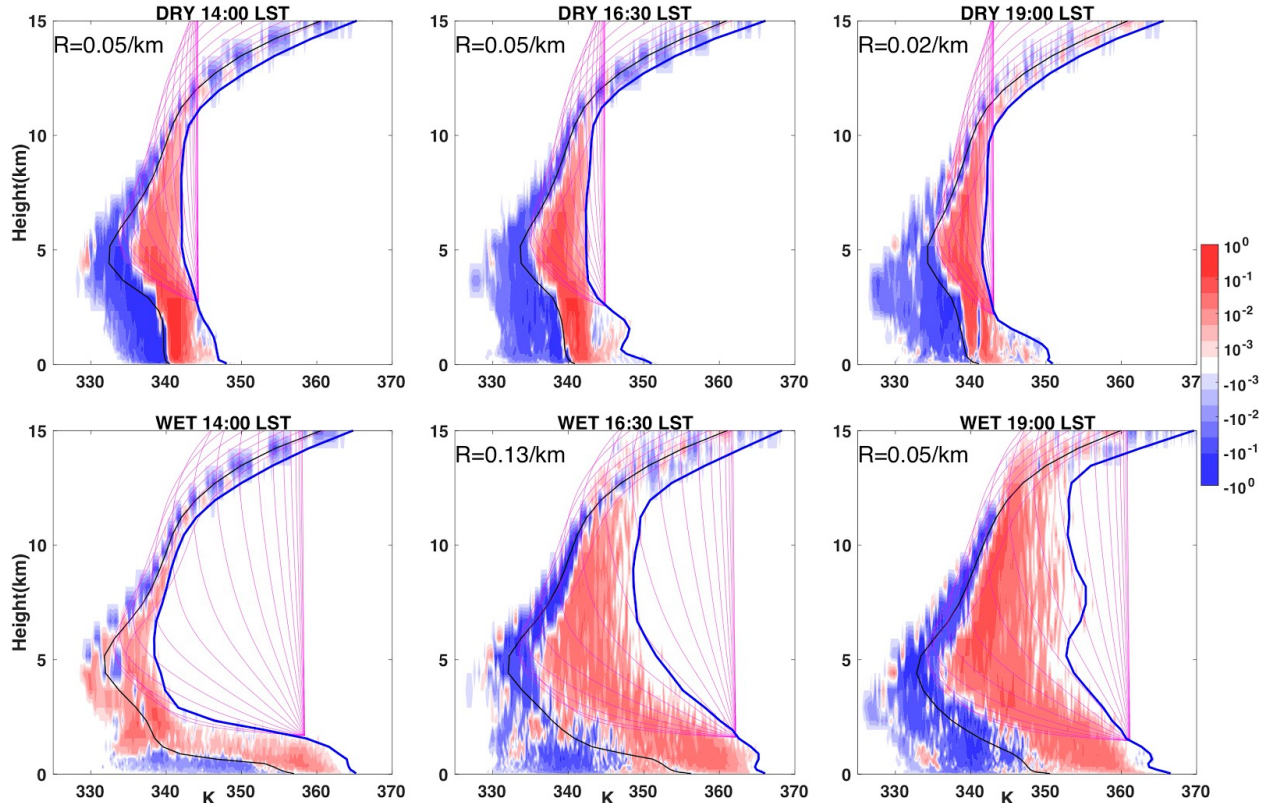 DRY 14:00 LST
DRY 16:30 LST
DRY 19:00 LST
R=0.05/km
R=0.05/km
R=0.02/km
Height(km)
15
10
5
0
15
10
5
0
15
10
5
0
330 340 350 360 370
330 340 350 360 370
330 340 350 360 37
10^0
10^-1
10^-2
10^-3
-10^-3
-10^-2
-10^-1
-10^0
WET 14:00 LST
WET 16:30 LST
WET 19:00 LST
R=0.13/km
R=0.05/km
Height(km)
15
10
5
0
15
10
5
0
15
10
5
0
330 340 350 360 370
330 340 350 360 370
330 340 350 360 370
K
K
K